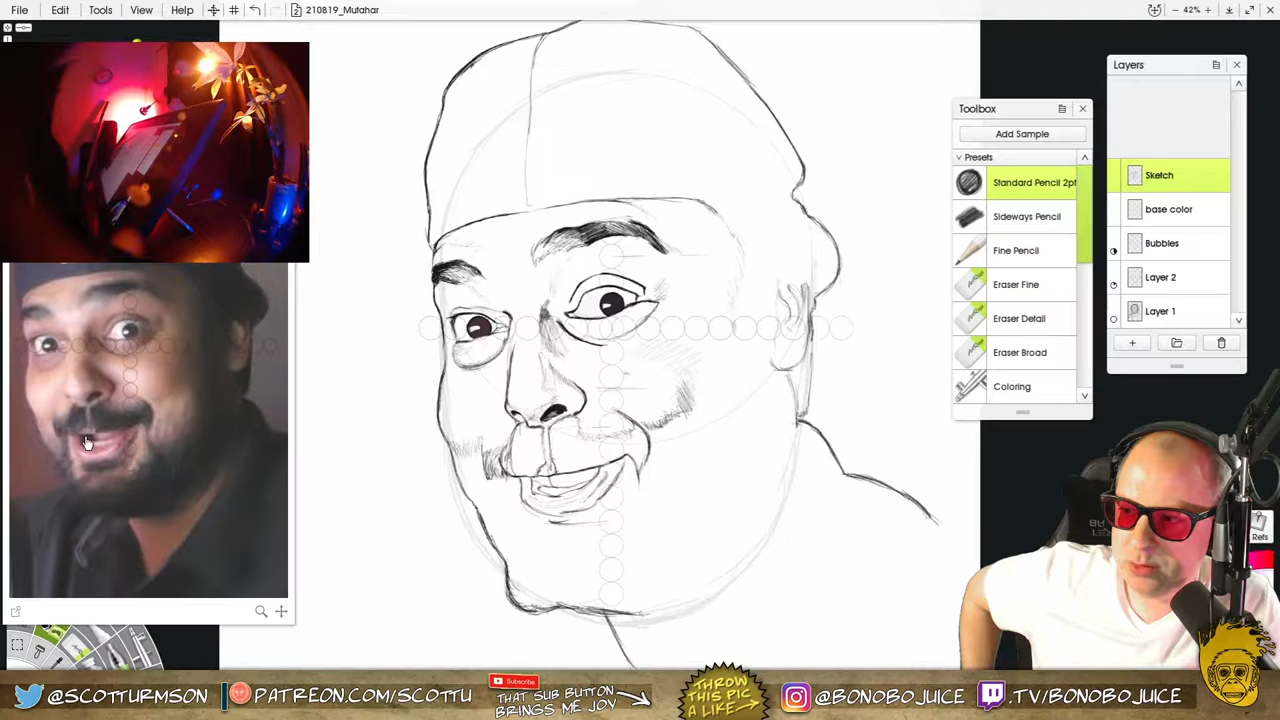 File Edit Tools View Help 210819_Mutahar 42%
Layers
Sketch
base color
Bubbles
Layer 2
Layer 1
Toolbox
Add Sample
Presets
Standard Pencil 2pt
Sideways Pencil
Fine Pencil
Eraser Fine
Eraser Detail
Eraser Broad
Coloring
Refs
@SCOTTURMSON
PATREON.COM/SCOTTU
Subscribe
THAT SUB BUTTON
BRINGS ME JOY
THROW
THIS PIC
A LIKE
@BONOBOJUICE
.TV/BONOBOJUICE